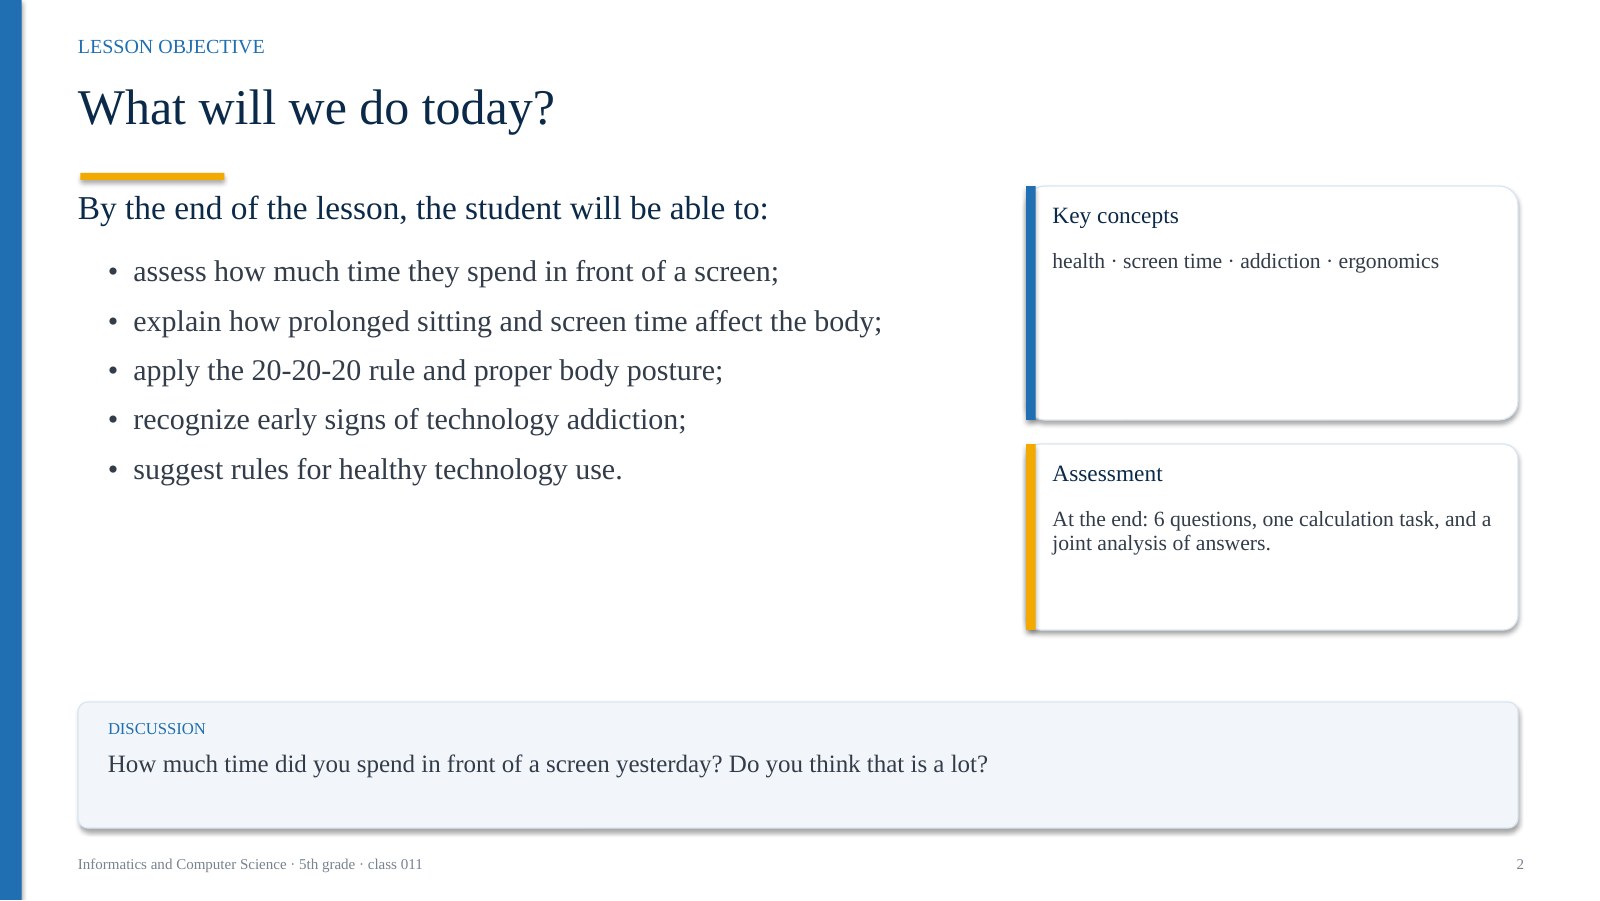 LESSON OBJECTIVE
What will we do today?
By the end of the lesson, the student will be able to:
• assess how much time they spend in front of a screen;
• explain how prolonged sitting and screen time affect the body;
• apply the 20-20-20 rule and proper body posture;
• recognize early signs of technology addiction;
• suggest rules for healthy technology use.
Key concepts
health · screen time · addiction · ergonomics
Assessment
At the end: 6 questions, one calculation task, and a
joint analysis of answers.
DISCUSSION
How much time did you spend in front of a screen yesterday? Do you think that is a lot?
Informatics and Computer Science · 5th grade · class 011
2